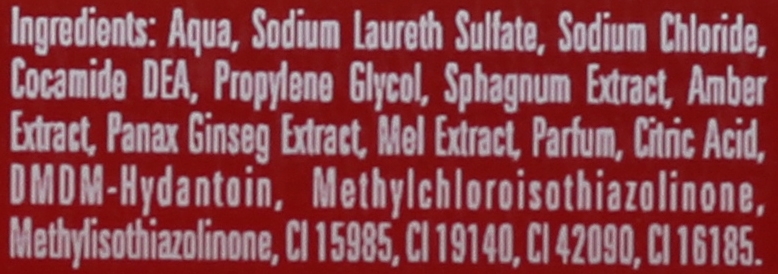 Ingredients: Aqua, Sodium Laureth Sulfate, Sodium Chloride,
Cocamide DEA, Propylene Glycol, Sphagnum Extract, Amber
Extract, Panax Ginseg Extract, Mel Extract, Parfum, Citric Acid,
DMDM-Hydantoin, Methylchloroisothiazolinone,
Methylisothiazolinone, CI 15985, CI 19140, CI 42090, CI 16185.